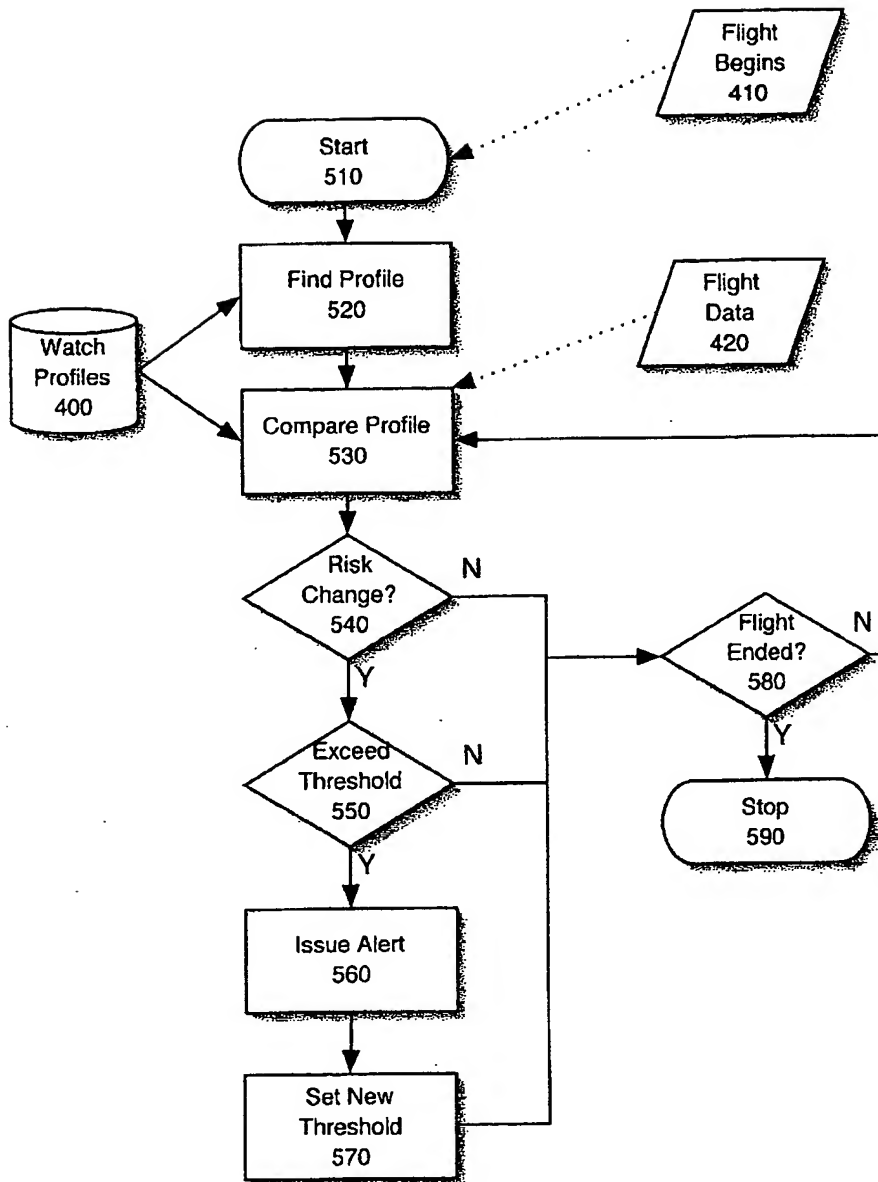 Flight
Begins
410
Start
510
Find Profile
520
Flight
Data
420
Watch
Profiles
400
Compare Profile
530
Risk
Change?
540
N
Y
Flight
Ended?
580
N
Y
Exceed
Threshold
550
N
Y
Stop
590
Issue Alert
560
Set New
Threshold
570